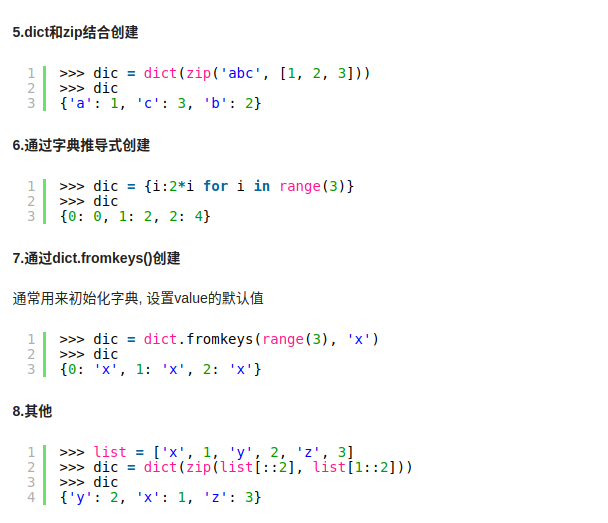 5.dict和zip结合创建
1 >>> dic = dict(zip('abc', [1, 2, 3]))
2 >>> dic
3 {'a': 1, 'c': 3, 'b': 2}
6.通过字典推导式创建
1 >>> dic = {i:2*i for i in range(3)}
2 >>> dic
3 {0: 0, 1: 2, 2: 4}
7.通过dict.fromkeys()创建
通常用来初始化字典, 设置value的默认值
1 >>> dic = dict.fromkeys(range(3), 'x')
2 >>> dic
3 {0: 'x', 1: 'x', 2: 'x'}
8.其他
1 >>> list = ['x', 1, 'y', 2, 'z', 3]
2 >>> dic = dict(zip(list[::2], list[1::2]))
3 >>> dic
4 {'y': 2, 'x': 1, 'z': 3}